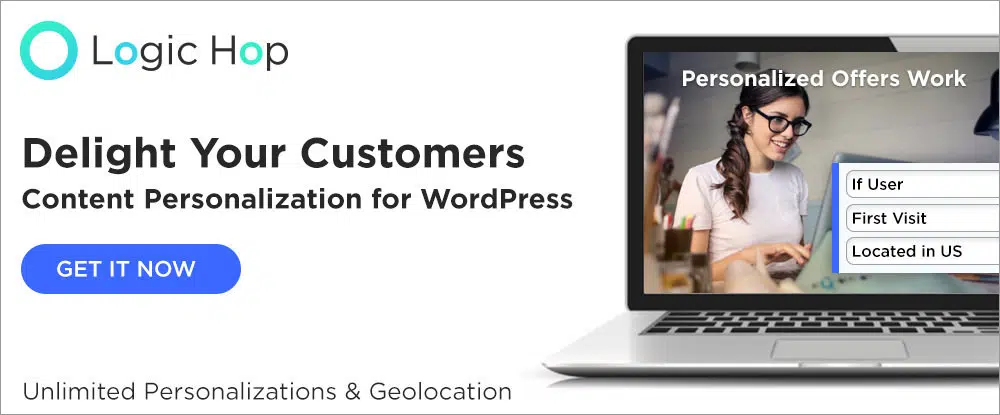 Logic Hop
Delight Your Customers
Content Personalization for WordPress
GET IT NOW
Unlimited Personalizations & Geolocation
Personalized Offers Work
If User
First Visit
Located in US